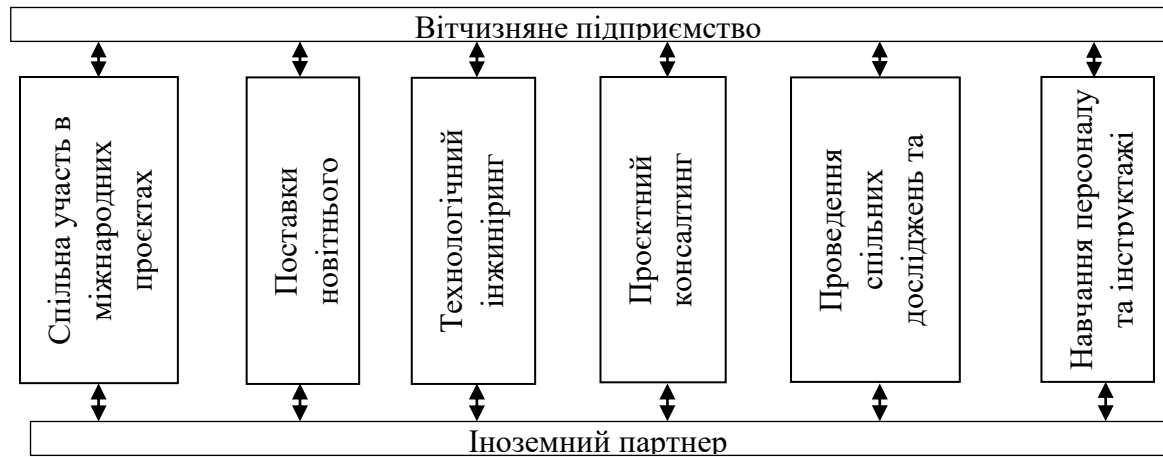 Вітчизняне підприємство
Спільна участь в
міжнародних
проєктах
Поставки
новітнього
Технологічний
інжиніринг
Проєктний
консалтинг
Проведення
спільних
досліджень та
Навчання персоналу
та інструктажі
Іноземний партнер